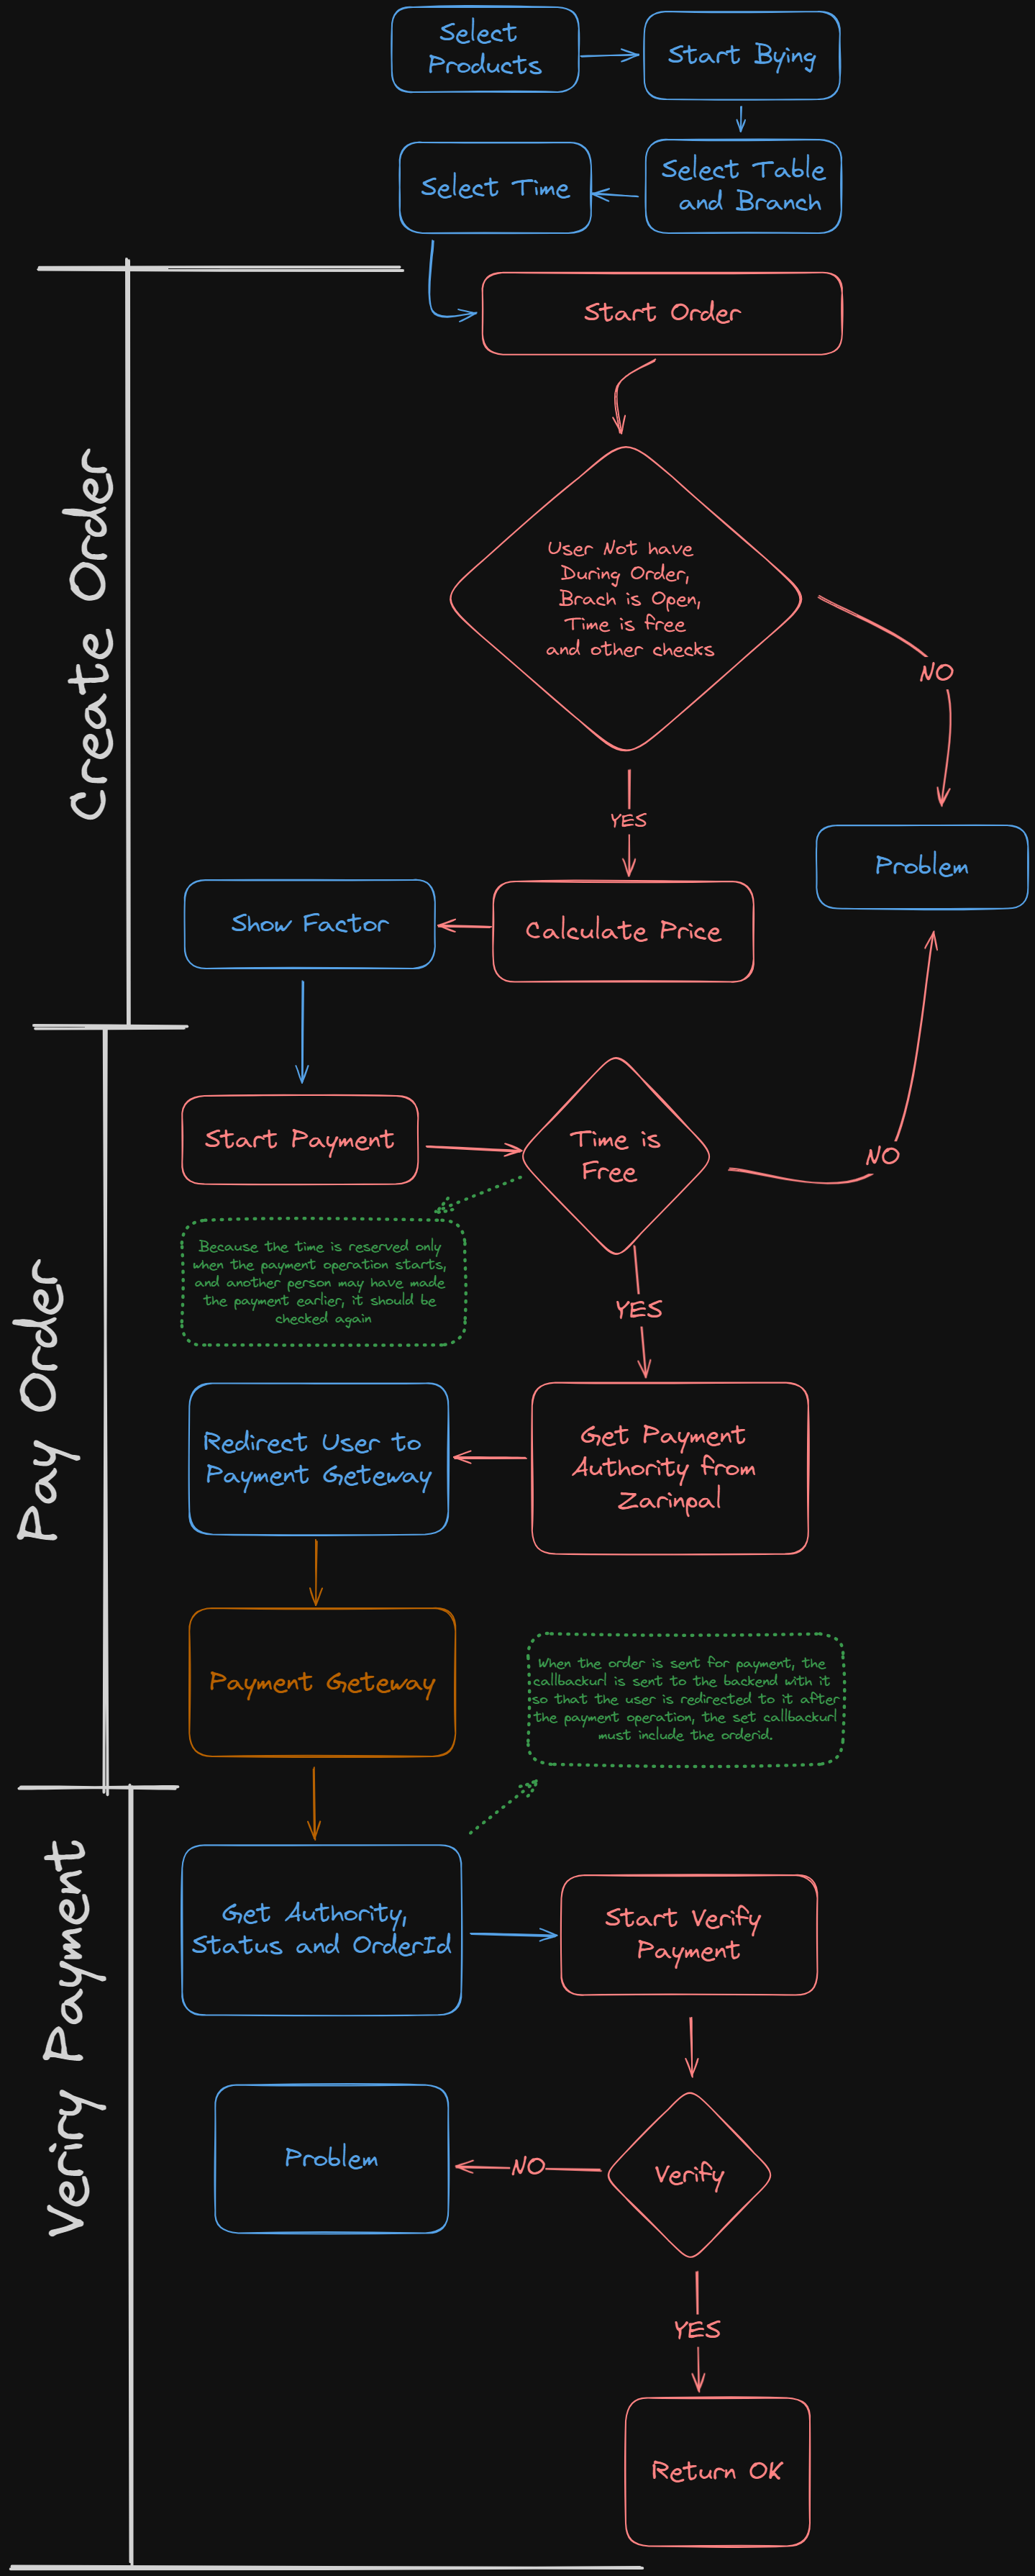 Select
Products
Start Bying
Select Time
Select Table
and Branch
Create Order
Start Order
User Not have
During Order,
Brach is Open,
Time is free
and other checks
NO
YES
Problem
Show Factor
Calculate Price
Pay Order
Start Payment
Time is
Free
NO
Because the time is reserved only
when the payment operation starts,
and another person may have made
the payment earlier, it should be
checked again
YES
Redirect User to
Payment Geteway
Get Payment
Authority from
Zarinpal
Payment Geteway
When the order is sent for payment, the
callbackurl is sent to the backend with it
so that the user is redirected to it after
the payment operation, the set callbackurl
must include the orderid.
Veriry Payment
Get Authority,
Status and OrderId
Start Verify
Payment
Problem
NO
Verify
YES
Return OK